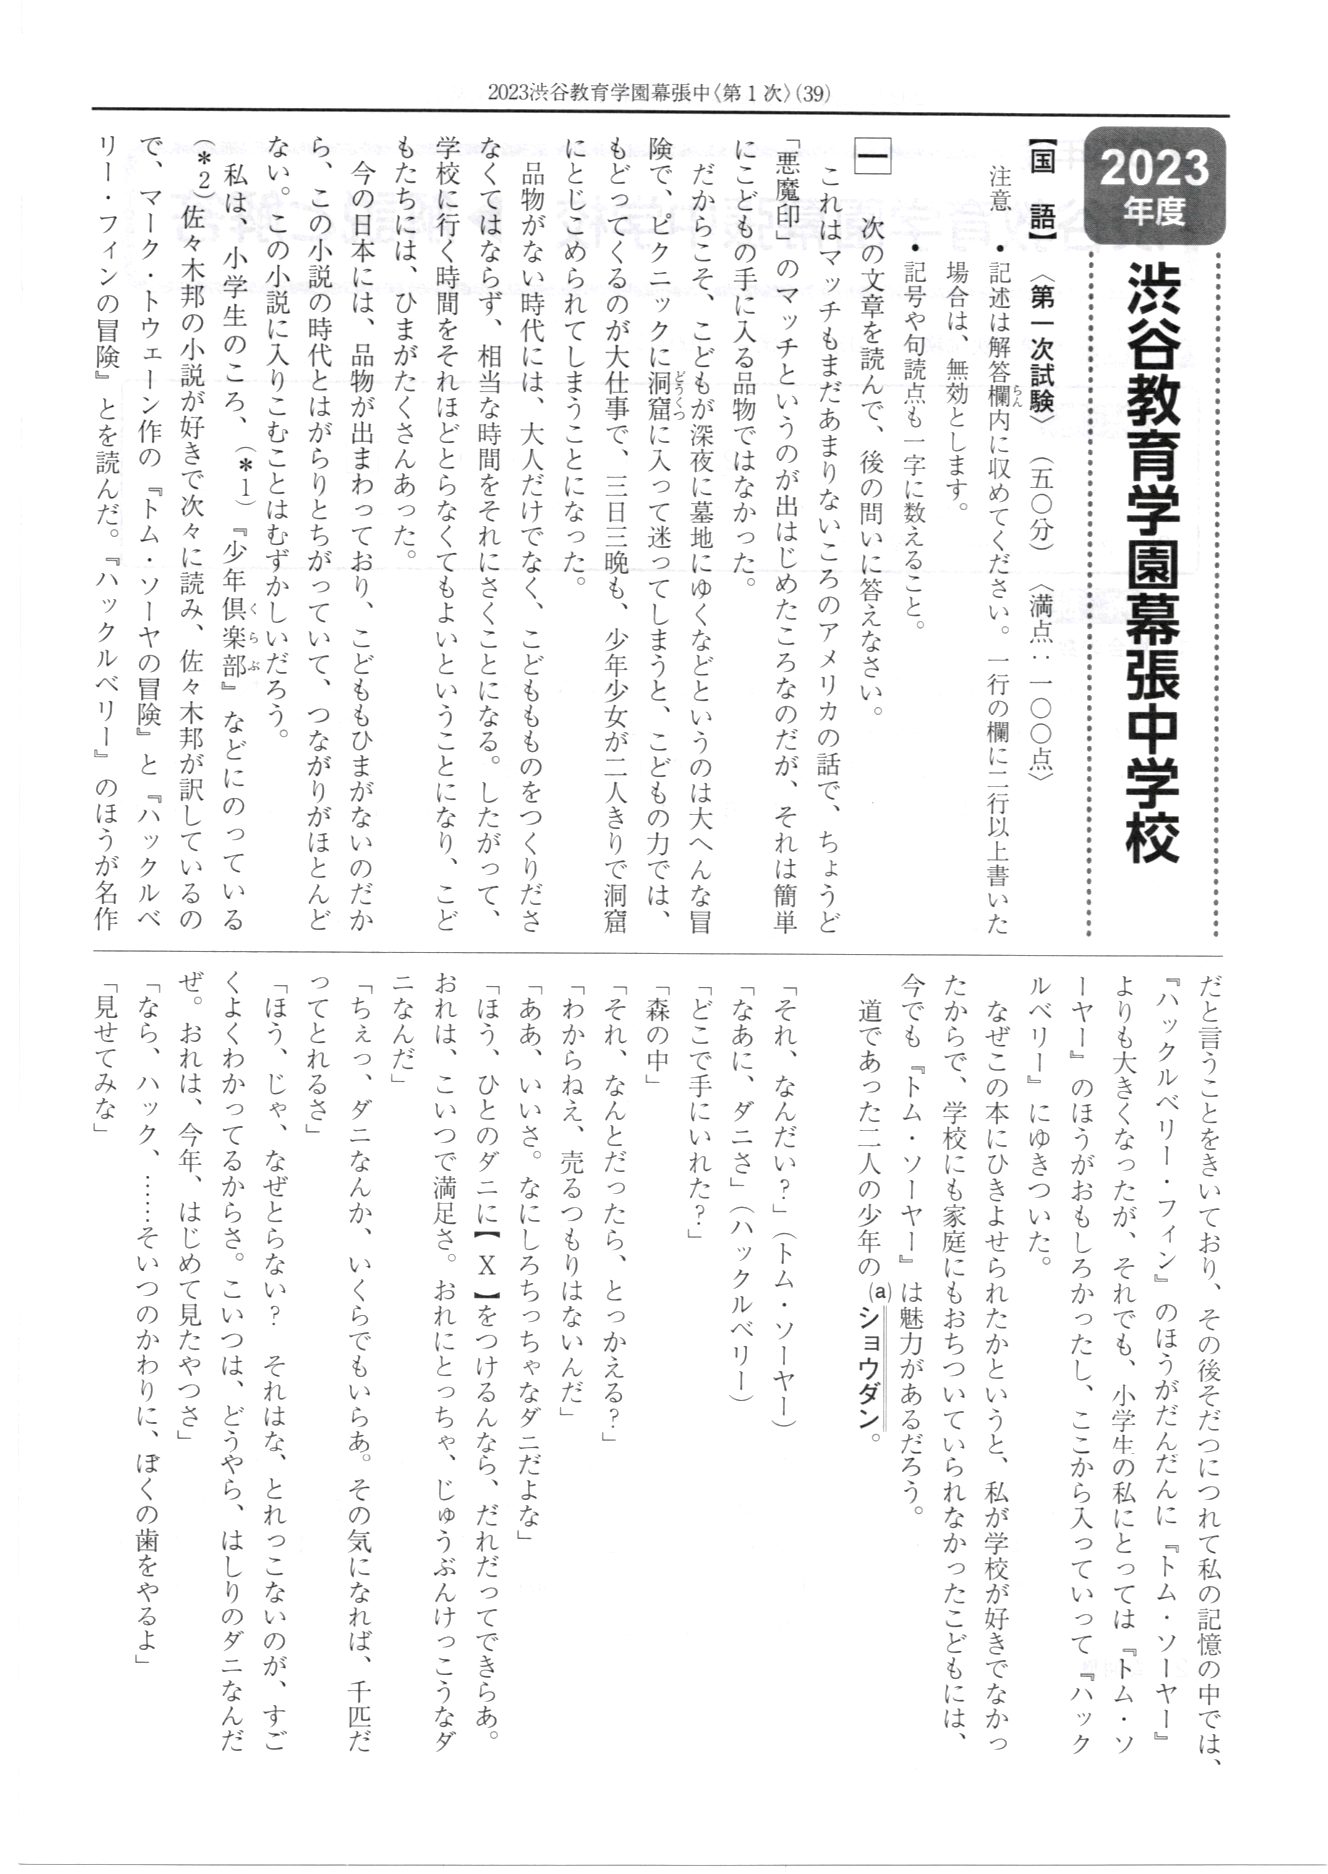 2023渋谷教育学園幕張中〈第1次〉(39)
2023
年度
渋谷教育学園幕張中学校
【国　語】〈第一次試験〉（五〇分）〈満点：一〇〇点〉
注意　・記述は解答欄内に収めてください。一行の欄に二行以上書いた
らん
場合は、無効とします。
・記号や句読点も一字に数えること。
一　次の文章を読んで、後の問いに答えなさい。
これはマッチもまだあまりないころのアメリカの話で、ちょうど
「悪魔印」のマッチというのが出はじめたころなのだが、それは簡単
にこどもの手に入る品物ではなかった。
だからこそ、こどもが深夜に墓地にゆくなどというのは大へんな冒
険で、ピクニックに洞窟に入って迷ってしまうと、こどもの力では、
どうくつ
もどってくるのが大仕事で、三日三晩も、少年少女が二人きりで洞窟
にとじこめられてしまうことになった。
品物がない時代には、大人だけでなく、こどももものをつくりださ
なくてはならず、相当な時間をそれにさくことになる。したがって、
学校に行く時間をそれほどとらなくてもよいということになり、こど
もたちには、ひまがたくさんあった。
今の日本には、品物が出まわっており、こどももひまがないのだか
ら、この小説の時代とはがらりとちがっていて、つながりがほとんど
ない。この小説に入りこむことはむずかしいだろう。
私は、小学生のころ、（＊1）『少年倶楽部』などにのっている
くらぶ
（＊2）佐々木邦の小説が好きで次々に読み、佐々木邦が訳しているの
で、マーク・トウェーン作の『トム・ソーヤの冒険』と『ハックルベ
リー・フィンの冒険』とを読んだ。『ハックルベリー』のほうが名作
だと言うことをきいており、その後そだつにつれて私の記憶の中では、
『ハックルベリー・フィン』のほうがだんだんに『トム・ソーヤー』
よりも大きくなったが、それでも、小学生の私にとっては『トム・ソ
ーヤー』のほうがおもしろかったし、ここから入っていって『ハック
ルベリー』にゆきついた。
なぜこの本にひきよせられたかというと、私が学校が好きでなかっ
たからで、学校にも家庭にもおちついていられなかったこどもには、
今でも『トム・ソーヤー』は魅力があるだろう。
道であった二人の少年の(a)ショウダン。
「それ、なんだい？」（トム・ソーヤー）
「なあに、ダニさ」（ハックルベリー）
「どこで手にいれた？」
「森の中」
「それ、なんとだったら、とっかえる？」
「わからねえ、売るつもりはないんだ」
「ああ、いいさ。なにしろちっちゃなダニだよな」
「ほう、ひとのダニに【　X　】をつけるんなら、だれだってできらあ。
おれは、こいつで満足さ。おれにとっちゃ、じゅうぶんけっこうなダ
ニなんだ」
「ちぇっ、ダニなんか、いくらでもいらあ。その気になれば、千匹だ
ってとれるさ」
「ほう、じゃ、なぜとらない？　それはな、とれっこないのが、すご
くよくわかってるからさ。こいつは、どうやら、はしりのダニなんだ
ぜ。おれは、今年、はじめて見たやつさ」
「なら、ハック、……そいつのかわりに、ぼくの歯をやるよ」
「見せてみな」